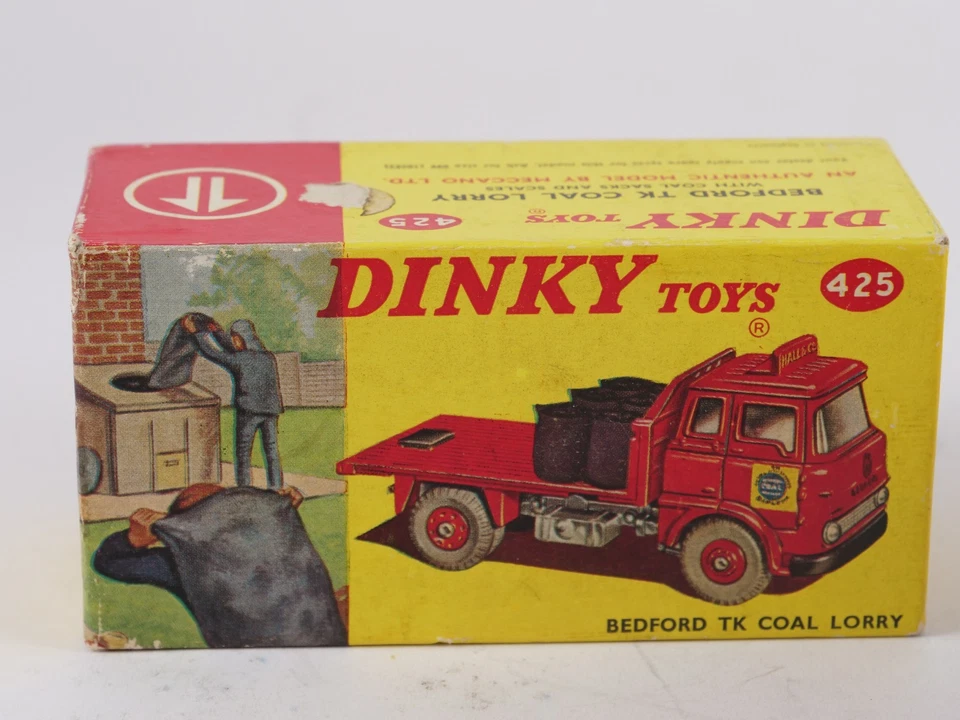 BEDFORD TK COAL LORRY
WITH COAL SACKS AND SCALES
AN AUTHENTIC MODEL BY MECCANO LTD.
DINKY TOYS ®
425
DINKY TOYS ®
425
HALL & CO.
COAL
BEDFORD TK COAL LORRY